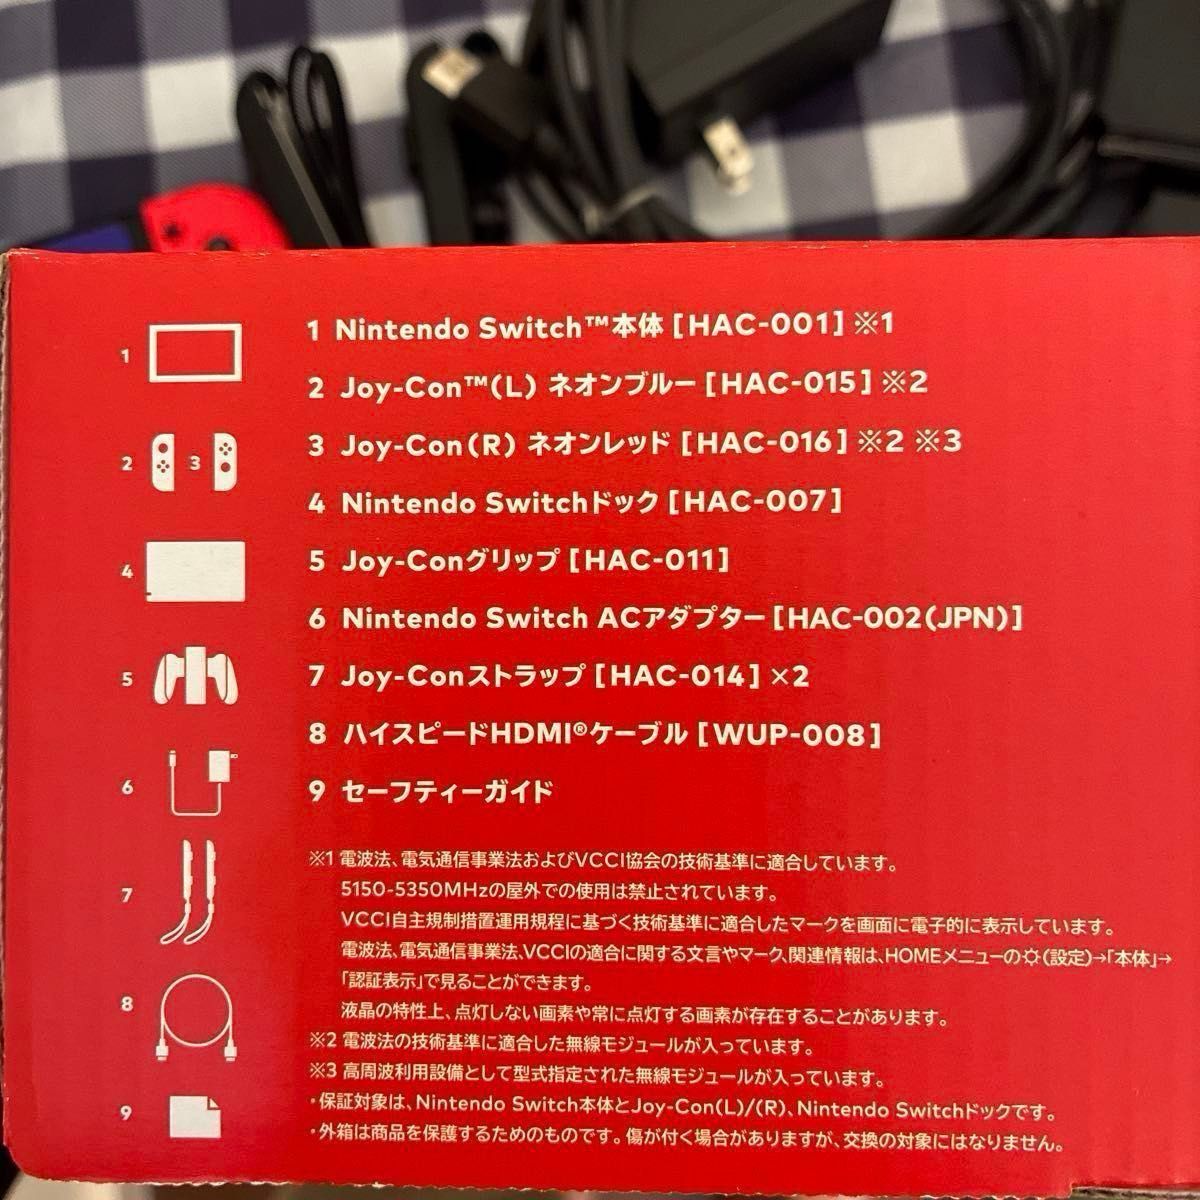 1 Nintendo Switch™本体 [HAC-001] ※1
2 Joy-Con™(L) ネオンブルー [HAC-015] ※2
3 Joy-Con(R) ネオンレッド [HAC-016] ※2 ※3
4 Nintendo Switchドック [HAC-007]
5 Joy-Conグリップ [HAC-011]
6 Nintendo Switch ACアダプター [HAC-002(JPN)]
7 Joy-Conストラップ [HAC-014] ×2
8 ハイスピードHDMI®ケーブル [WUP-008]
9 セーフティーガイド
※1 電波法、電気通信事業法およびVCCI協会の技術基準に適合しています。
5150-5350MHzの屋外での使用は禁止されています。
VCCI自主規制措置運用規程に基づく技術基準に適合したマークを画面に電子的に表示しています。
電波法、電気通信事業法、VCCIの適合に関する文言やマーク、関連情報は、HOMEメニューの☼(設定)→「本体」→
「認証表示」で見ることができます。
液晶の特性上、点灯しない画素や常に点灯する画素が存在することがあります。
※2 電波法の技術基準に適合した無線モジュールが入っています。
※3 高周波利用設備として型式指定された無線モジュールが入っています。
・保証対象は、Nintendo Switch本体とJoy-Con(L)/(R)、Nintendo Switchドックです。
・外箱は商品を保護するためのものです。傷が付く場合がありますが、交換の対象にはなりません。
1
2
3
4
5
6
7
8
9